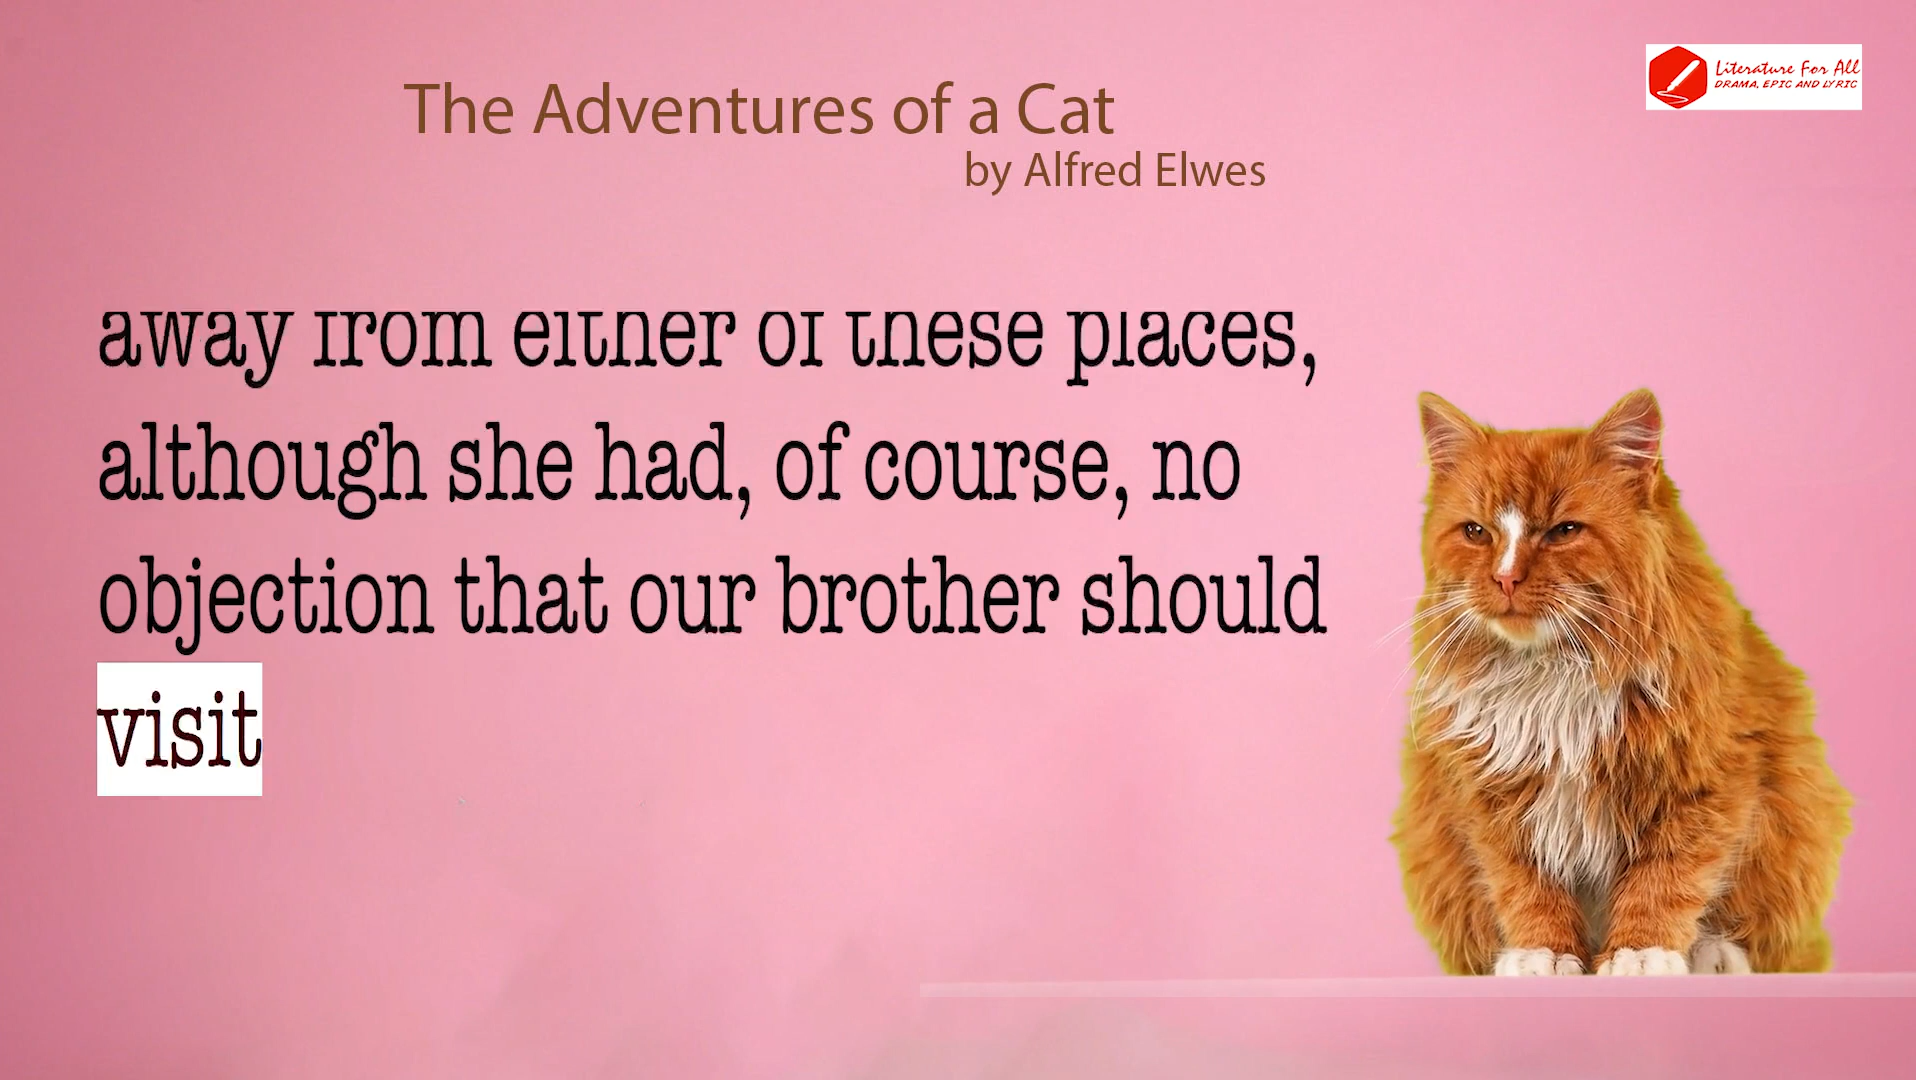 The Adventures of a Cat
by Alfred Elwes
Literature For All
DRAMA, EPIC AND LYRIC
away from either of these places,
although she had, of course, no
objection that our brother should
visit